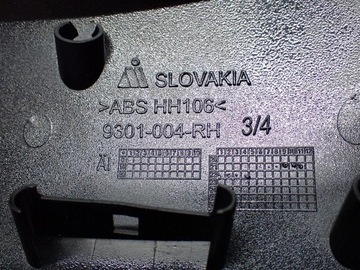 SLOVAKIA
>ABS HH106<
9301-004-RH 3/4